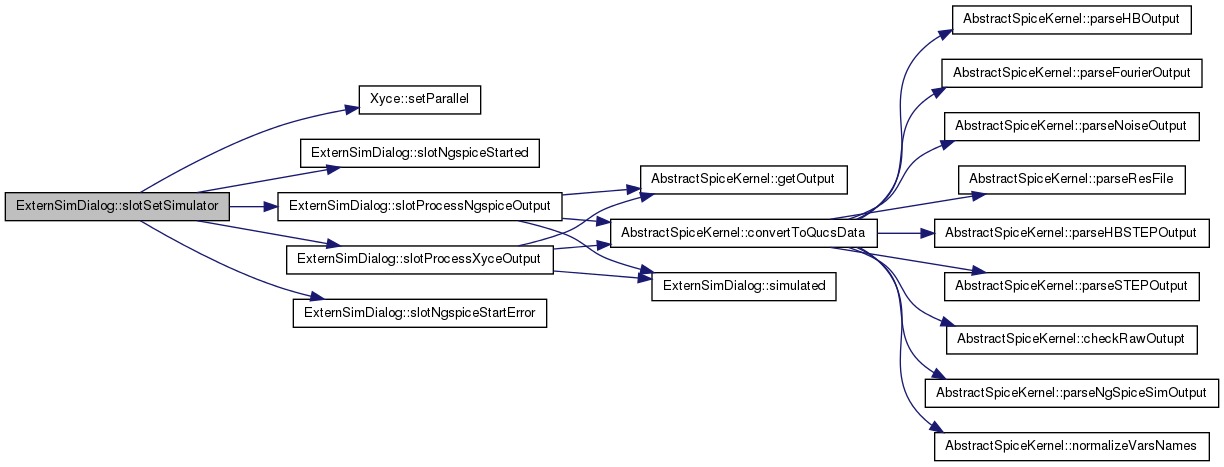 AbstractSpiceKernel::parseHBOutput
AbstractSpiceKernel::parseFourierOutput
Xyce::setParallel
AbstractSpiceKernel::parseNoiseOutput
ExternSimDialog::slotNgspiceStarted
AbstractSpiceKernel::getOutput
AbstractSpiceKernel::parseResFile
ExternSimDialog::slotSetSimulator
ExternSimDialog::slotProcessNgspiceOutput
AbstractSpiceKernel::convertToQucsData
AbstractSpiceKernel::parseHBSTEPOutput
ExternSimDialog::slotProcessXyceOutput
ExternSimDialog::simulated
AbstractSpiceKernel::parseSTEPOutput
ExternSimDialog::slotNgspiceStartError
AbstractSpiceKernel::checkRawOutupt
AbstractSpiceKernel::parseNgSpiceSimOutput
AbstractSpiceKernel::normalizeVarsNames